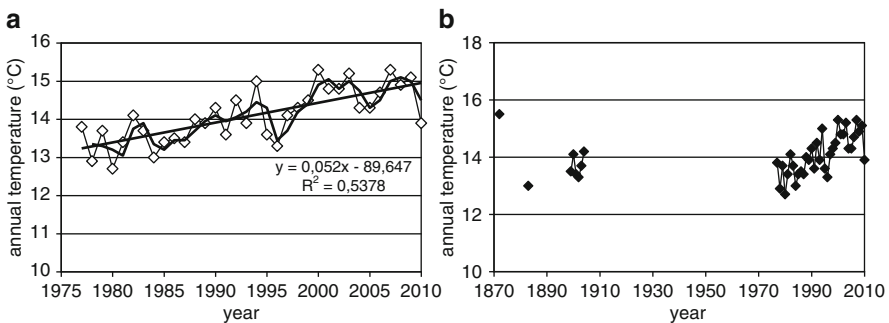 a
16
15
14
13
12
11
10
annual temperature (°C)
y = 0,052x - 89,647
R² = 0,5378
1975 1980 1985 1990 1995 2000 2005 2010
year
b
18
16
14
12
10
annual temperature (°C)
1870 1890 1910 1930 1950 1970 1990 2010
year